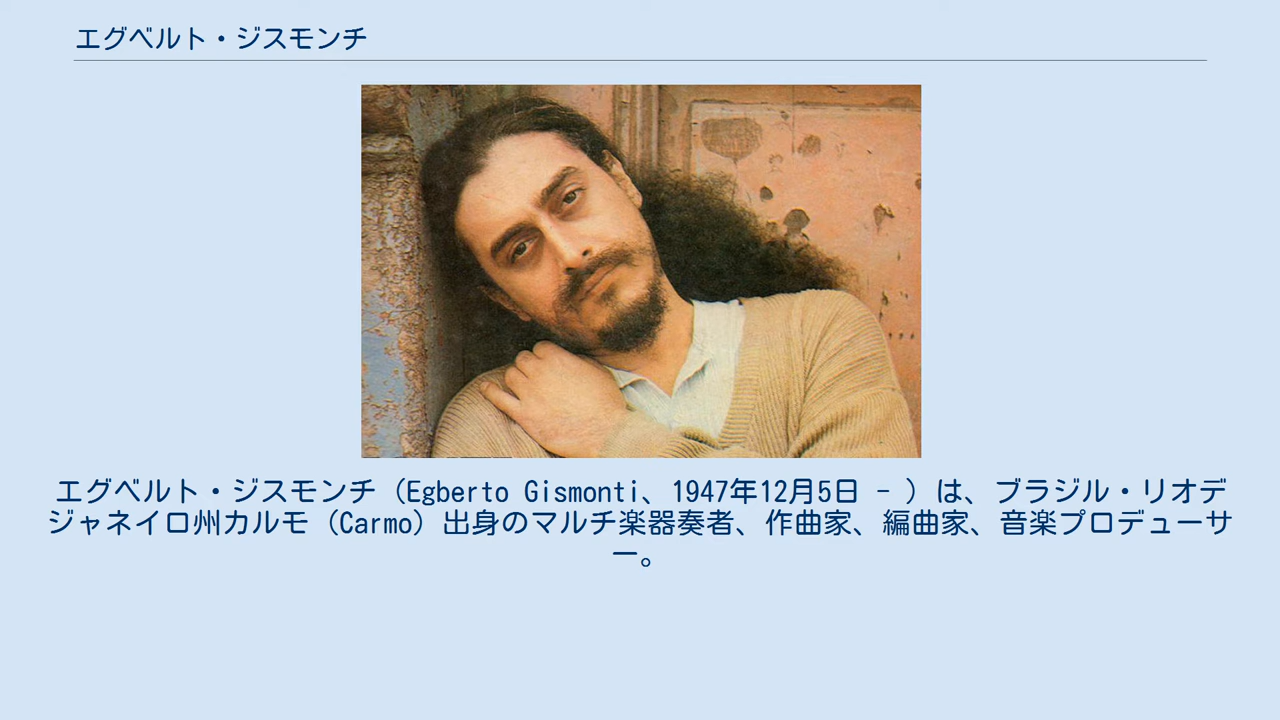 エグベルト・ジスモンチ
エグベルト・ジスモンチ（Egberto Gismonti、1947年12月5日 - ）は、ブラジル・リオデ
ジャネイロ州カルモ（Carmo）出身のマルチ楽器奏者、作曲家、編曲家、音楽プロデューサ
ー。